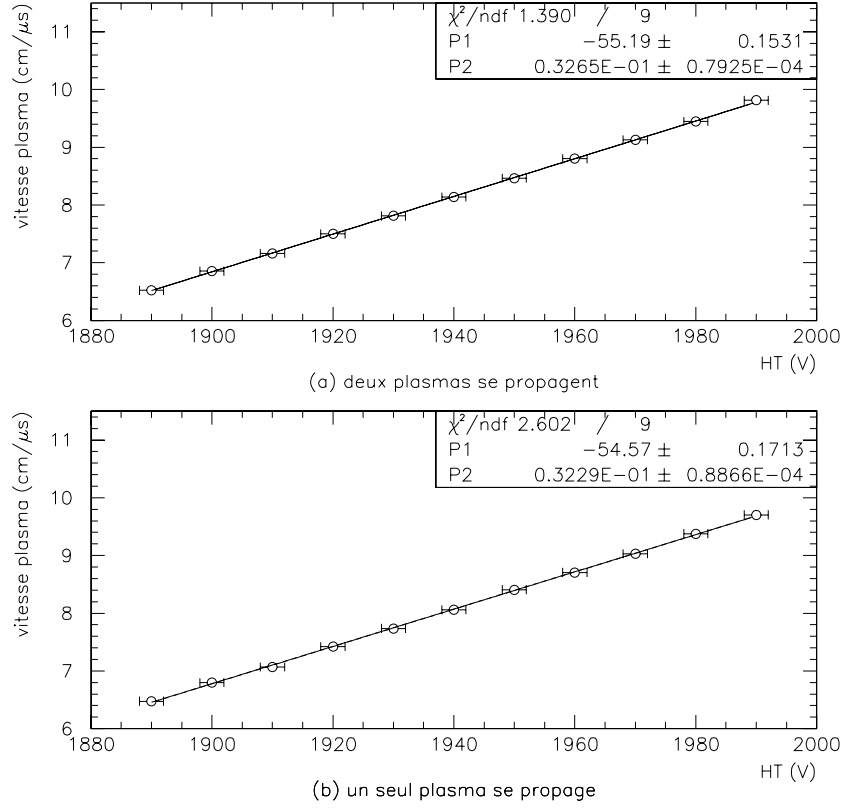 χ²/ndf 1.390 / 9
P1 −55.19 ± 0.1531
P2 0.3265E−01 ± 0.7925E−04
vitesse plasma (cm/μs)
11
10
9
8
7
6
1880 1900 1920 1940 1960 1980 2000
HT (V)
(a) deux plasmas se propagent
χ²/ndf 2.602 / 9
P1 −54.57 ± 0.1713
P2 0.3229E−01 ± 0.8866E−04
vitesse plasma (cm/μs)
11
10
9
8
7
6
1880 1900 1920 1940 1960 1980 2000
HT (V)
(b) un seul plasma se propage